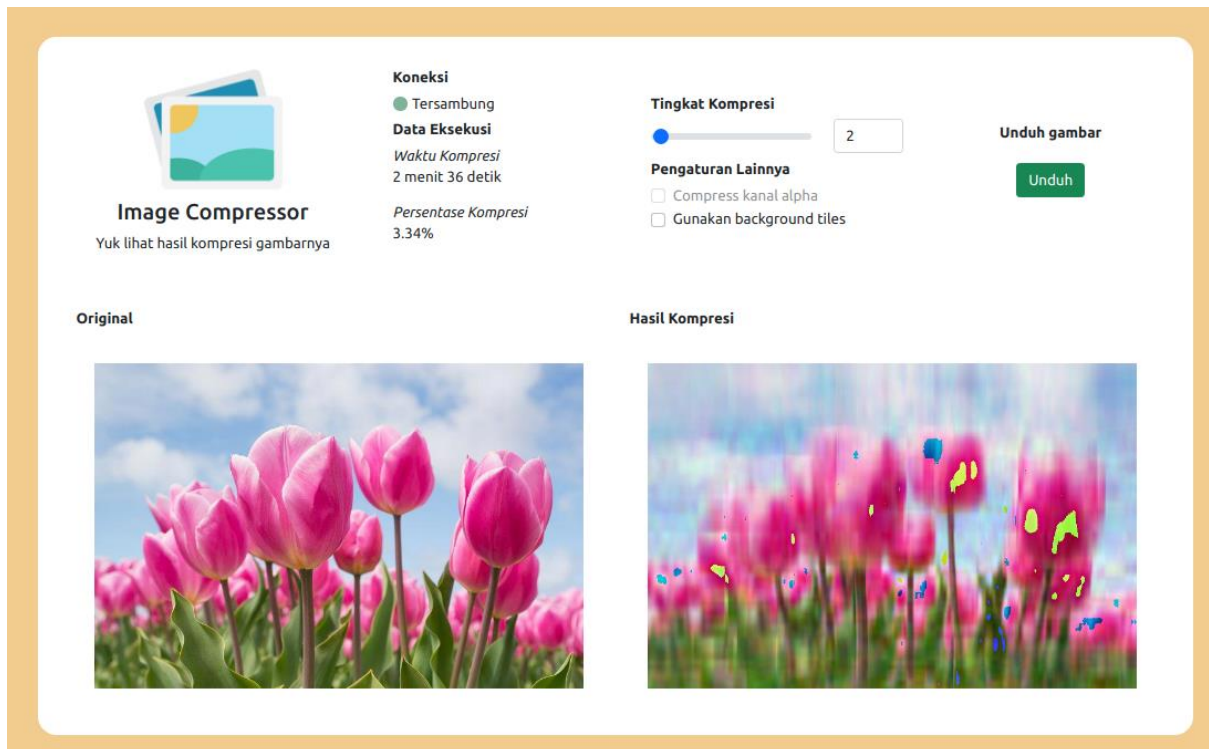 Image Compressor
Yuk lihat hasil kompresi gambarnya
Koneksi
Tersambung
Data Eksekusi
Waktu Kompresi
2 menit 36 detik
Persentase Kompresi
3.34%
Tingkat Kompresi
2
Pengaturan Lainnya
Compress kanal alpha
Gunakan background tiles
Unduh gambar
Unduh
Original
Hasil Kompresi